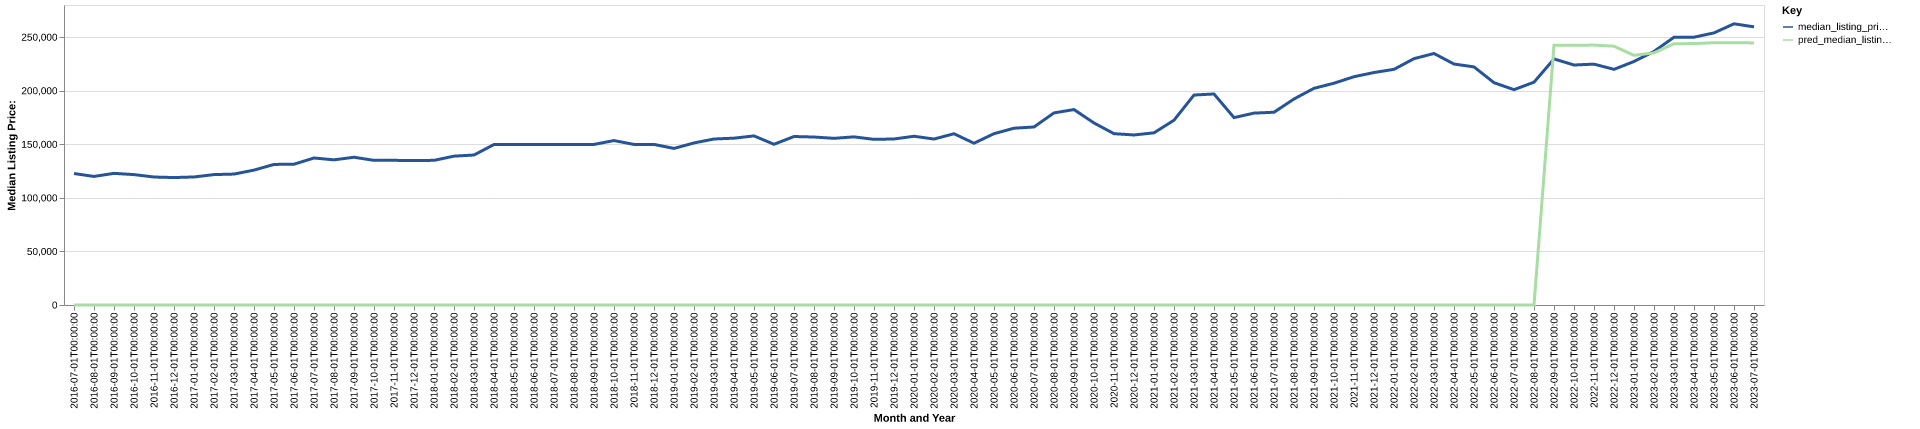 Key
median_listing_pri...
pred_median_listin...
Median Listing Price:
250,000
200,000
150,000
100,000
50,000
0
2016-07-01T00:00:00
2016-08-01T00:00:00
2016-09-01T00:00:00
2016-10-01T00:00:00
2016-11-01T00:00:00
2016-12-01T00:00:00
2017-01-01T00:00:00
2017-02-01T00:00:00
2017-03-01T00:00:00
2017-04-01T00:00:00
2017-05-01T00:00:00
2017-06-01T00:00:00
2017-07-01T00:00:00
2017-08-01T00:00:00
2017-09-01T00:00:00
2017-10-01T00:00:00
2017-11-01T00:00:00
2017-12-01T00:00:00
2018-01-01T00:00:00
2018-02-01T00:00:00
2018-03-01T00:00:00
2018-04-01T00:00:00
2018-05-01T00:00:00
2018-06-01T00:00:00
2018-07-01T00:00:00
2018-08-01T00:00:00
2018-09-01T00:00:00
2018-10-01T00:00:00
2018-11-01T00:00:00
2018-12-01T00:00:00
2019-01-01T00:00:00
2019-02-01T00:00:00
2019-03-01T00:00:00
2019-04-01T00:00:00
2019-05-01T00:00:00
2019-06-01T00:00:00
2019-07-01T00:00:00
2019-08-01T00:00:00
2019-09-01T00:00:00
2019-10-01T00:00:00
2019-11-01T00:00:00
2019-12-01T00:00:00
2020-01-01T00:00:00
2020-02-01T00:00:00
2020-03-01T00:00:00
2020-04-01T00:00:00
2020-05-01T00:00:00
2020-06-01T00:00:00
2020-07-01T00:00:00
2020-08-01T00:00:00
2020-09-01T00:00:00
2020-10-01T00:00:00
2020-11-01T00:00:00
2020-12-01T00:00:00
2021-01-01T00:00:00
2021-02-01T00:00:00
2021-03-01T00:00:00
2021-04-01T00:00:00
2021-05-01T00:00:00
2021-06-01T00:00:00
2021-07-01T00:00:00
2021-08-01T00:00:00
2021-09-01T00:00:00
2021-10-01T00:00:00
2021-11-01T00:00:00
2021-12-01T00:00:00
2022-01-01T00:00:00
2022-02-01T00:00:00
2022-03-01T00:00:00
2022-04-01T00:00:00
2022-05-01T00:00:00
2022-06-01T00:00:00
2022-07-01T00:00:00
2022-08-01T00:00:00
2022-09-01T00:00:00
2022-10-01T00:00:00
2022-11-01T00:00:00
2022-12-01T00:00:00
2023-01-01T00:00:00
2023-02-01T00:00:00
2023-03-01T00:00:00
2023-04-01T00:00:00
2023-05-01T00:00:00
2023-06-01T00:00:00
2023-07-01T00:00:00
Month and Year